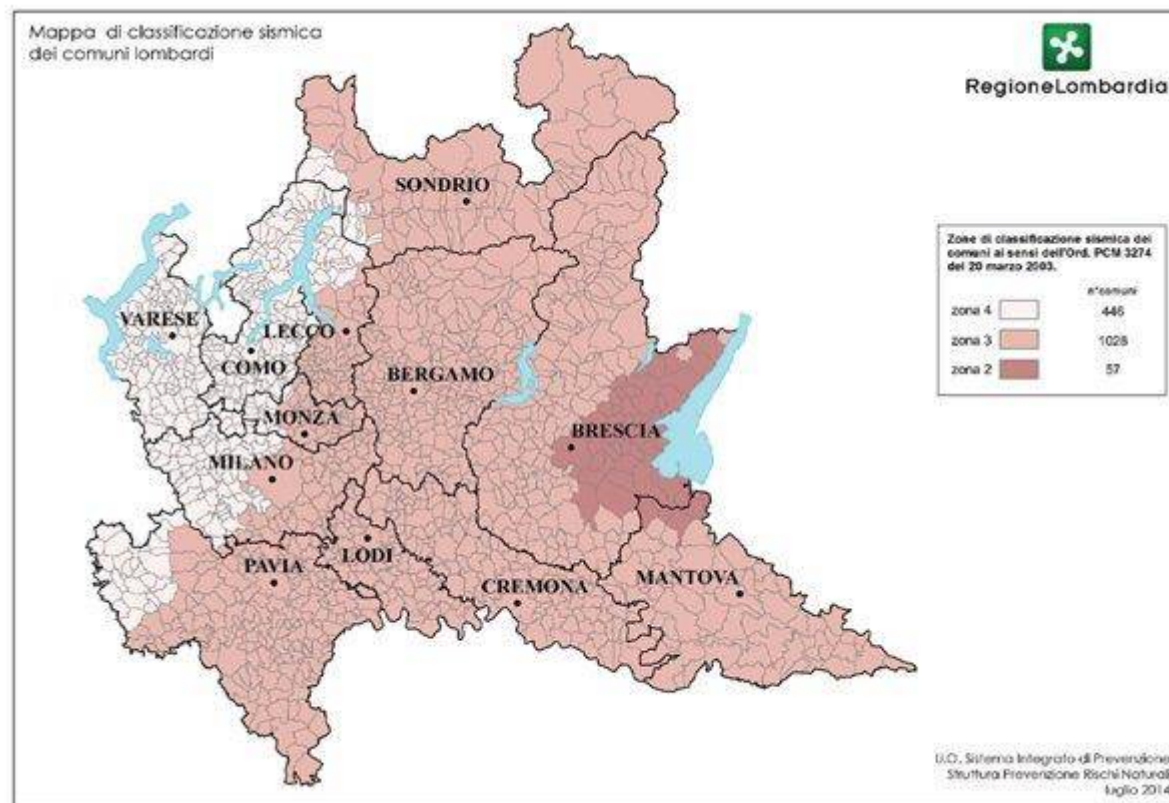 Mappa di classificazione sismica
dei comuni lombardi
RegioneLombardia
SONDRIO
VARESE
LECCO
COMO
BERGAMO
MONZA
BRESCIA
MILANO
LODI
PAVIA
CREMONA
MANTOVA
Zone di classificazione sismica dei
comuni ai sensi dell'Ord. PCM 3274
del 20 marzo 2003.
n°comuni
zona 4 446
zona 3 1028
zona 2 57
U.O. Sistema Integrato di Prevenzione
Struttura Prevenzione Rischi Naturali
luglio 2014